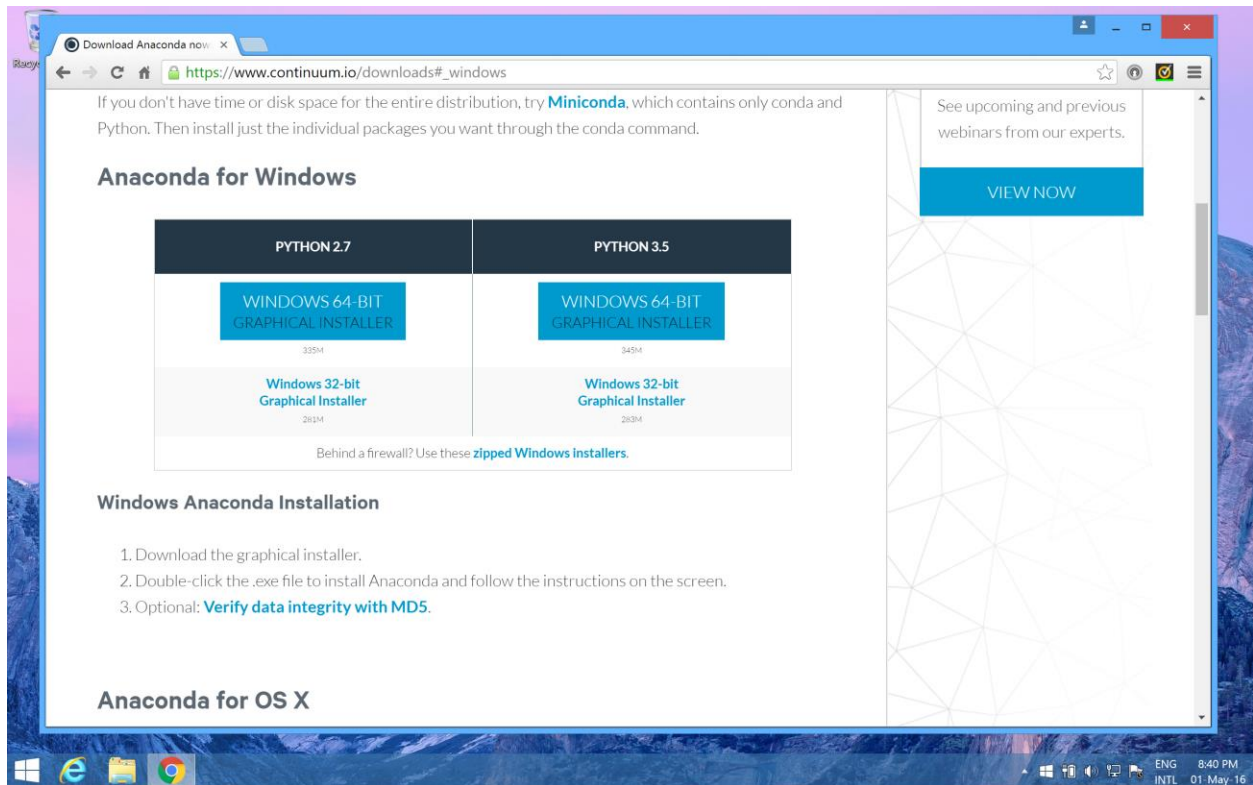 Download Anaconda now
https://www.continuum.io/downloads#_windows
If you don't have time or disk space for the entire distribution, try Miniconda, which contains only conda and
Python. Then install just the individual packages you want through the conda command.
See upcoming and previous
webinars from our experts.
VIEW NOW
Anaconda for Windows
PYTHON 2.7
PYTHON 3.5
WINDOWS 64-BIT
GRAPHICAL INSTALLER
335M
WINDOWS 64-BIT
GRAPHICAL INSTALLER
345M
Windows 32-bit
Graphical Installer
281M
Windows 32-bit
Graphical Installer
283M
Behind a firewall? Use these zipped Windows installers.
Windows Anaconda Installation
1. Download the graphical installer.
2. Double-click the .exe file to install Anaconda and follow the instructions on the screen.
3. Optional: Verify data integrity with MD5.
Anaconda for OS X
ENG
INTL
8:40 PM
01-May-16